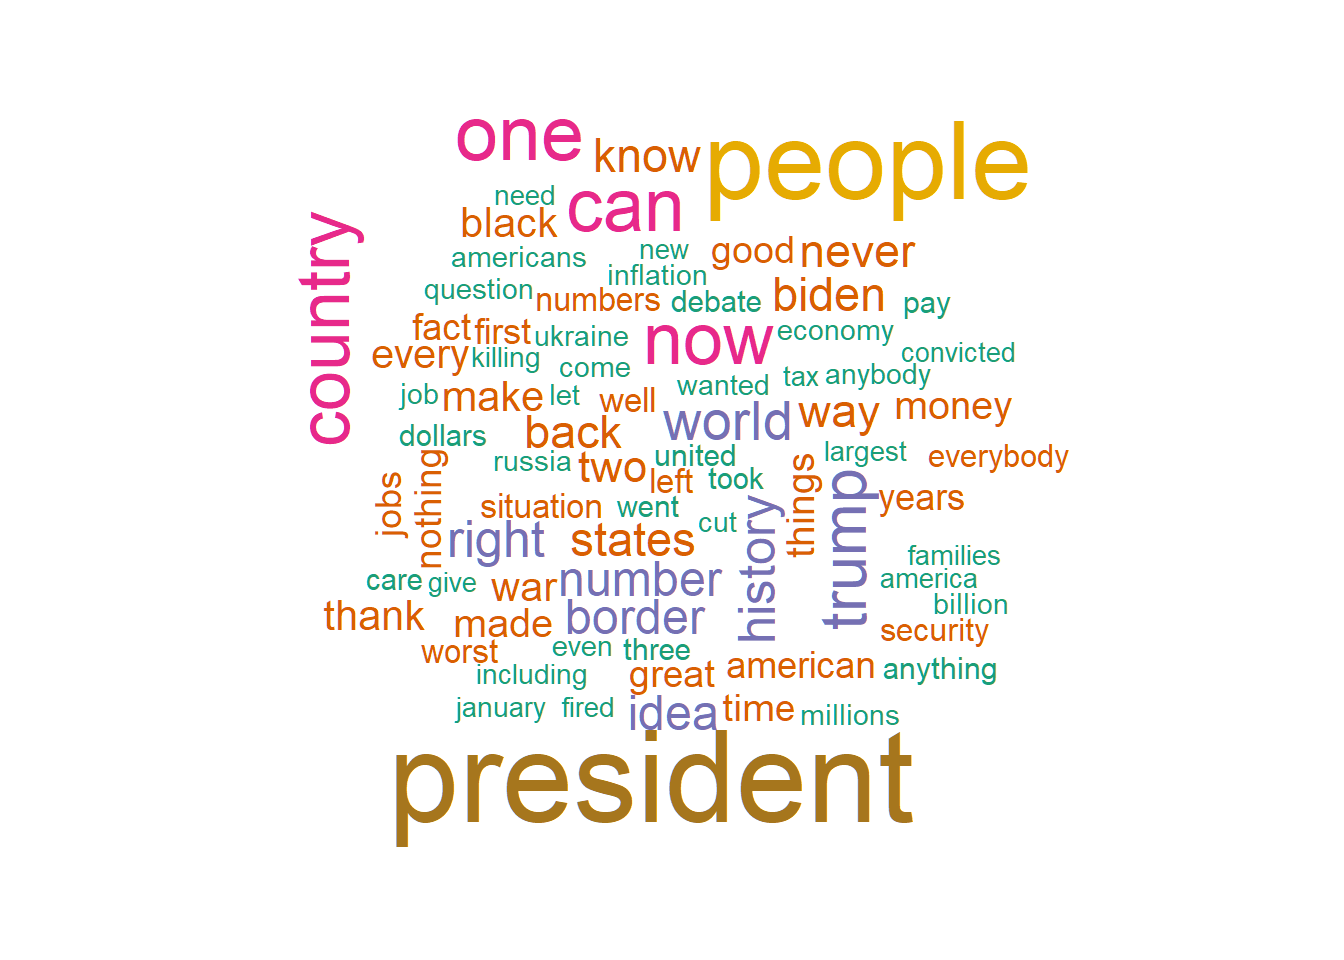 one
know
people
need
can
black
country
americans
new
good
never
inflation
question
numbers
debate
biden
pay
fact
first
ukraine
now
economy
every
killing
come
convicted
wanted
tax
anybody
job
make
let
well
world
way
money
dollars
back
russia
two
united
largest
everybody
left
took
things
trump
years
jobs
nothing
situation
went
cut
history
right
states
families
care
give
war
number
america
billion
thank
made
border
security
worst
even
three
including
great
american
anything
january
fired
idea
time
millions
president